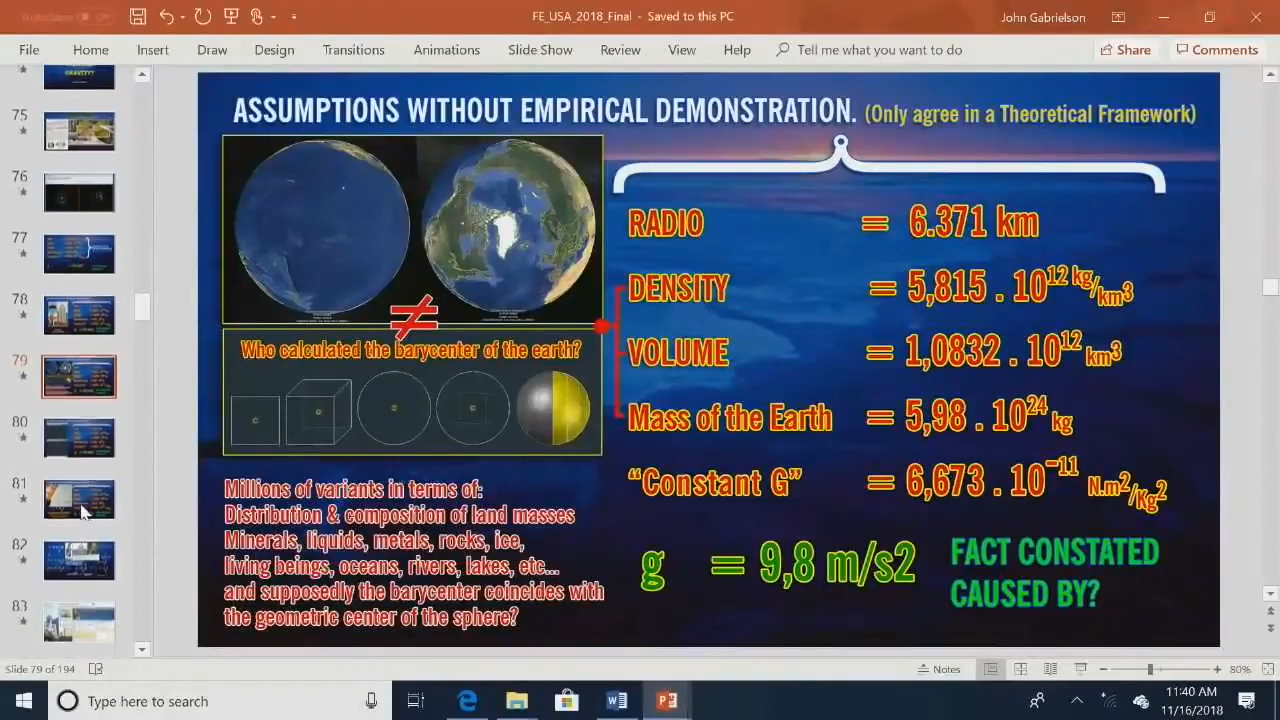 AutoSave Off
FE_USA_2018_Final - Saved to this PC
John Gabrielson
File Home Insert Draw Design Transitions Animations Slide Show Review View Help Tell me what you want to do Share Comments
GRAVITY?
75
76
77
78
79
80
81
82
83
ASSUMPTIONS WITHOUT EMPIRICAL DEMONSTRATION. (Only agree in a Theoretical Framework)
RADIO = 6.371 km
DENSITY = 5,815 . 10¹² kg/km³
VOLUME = 1,0832 . 10¹² km³
Mass of the Earth = 5,98 . 10²⁴ kg
“Constant G” = 6,673 . 10⁻¹¹ N.m²/Kg²
g = 9,8 m/s2
FACT CONSTATED
CAUSED BY?
≠
Who calculated the barycenter of the earth?
Millions of variants in terms of:
Distribution & composition of land masses
Minerals, liquids, metals, rocks, ice,
living beings, oceans, rivers, lakes, etc...
and supposedly the barycenter coincides with
the geometric center of the sphere?
Slide 79 of 194
Notes
80%
Type here to search
11:40 AM
11/16/2018